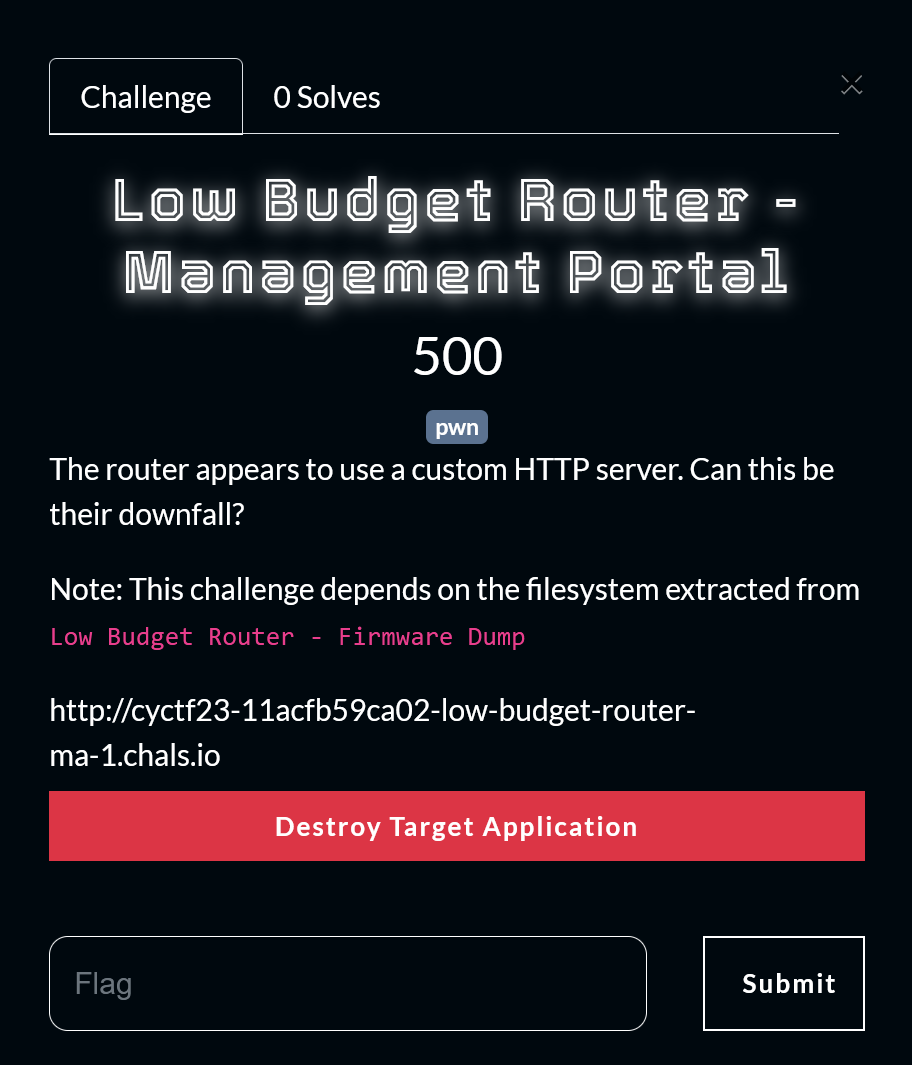 Challenge
0 Solves
Low Budget Router -
Management Portal
500
pwn
The router appears to use a custom HTTP server. Can this be
their downfall?
Note: This challenge depends on the filesystem extracted from
Low Budget Router - Firmware Dump
http://cyctf23-11acfb59ca02-low-budget-router-
ma-1.chals.io
Destroy Target Application
Flag
Submit